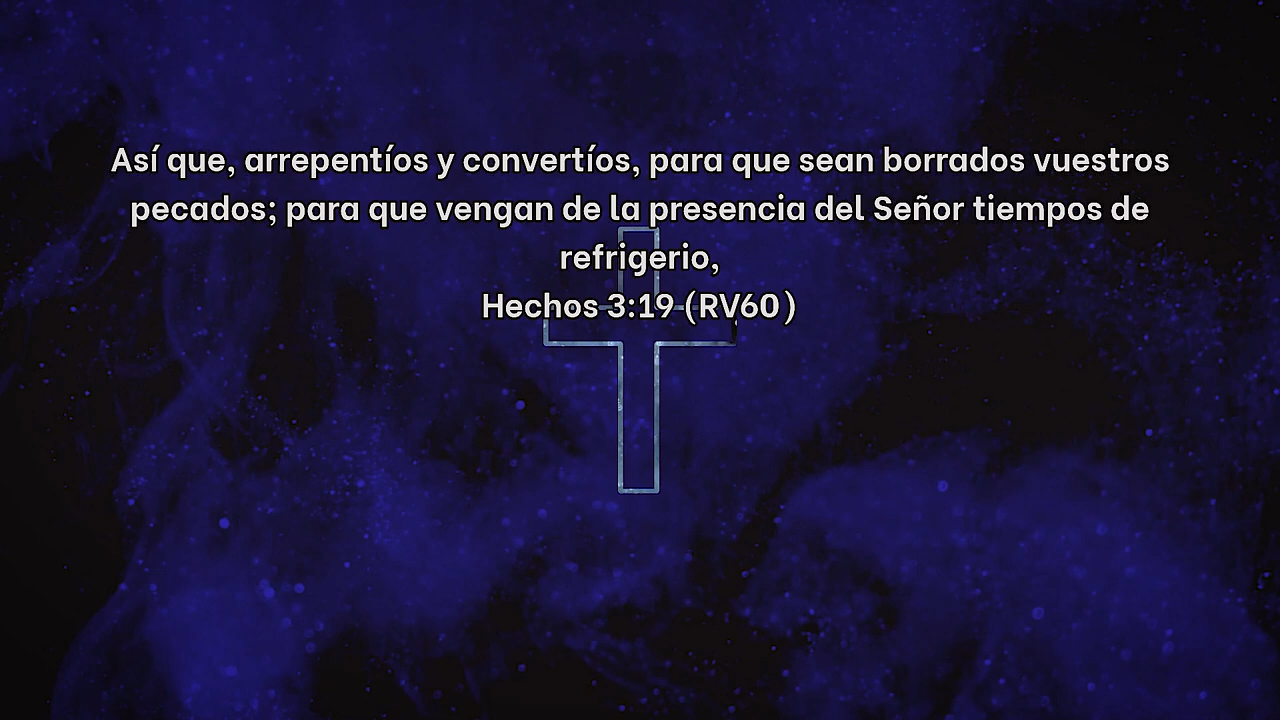 Así que, arrepentíos y convertíos, para que sean borrados vuestros
pecados; para que vengan de la presencia del Señor tiempos de
refrigerio,
Hechos 3:19 (RV60)